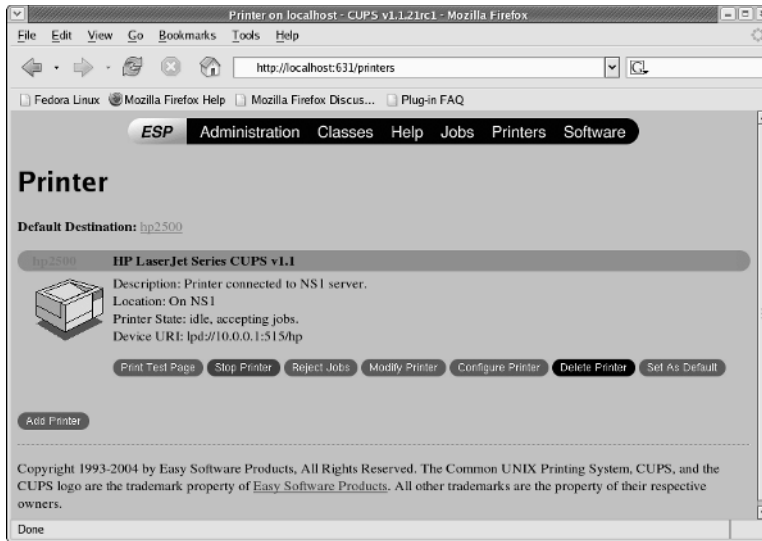 Printer on localhost - CUPS v1.1.21rc1 - Mozilla Firefox
File Edit View Go Bookmarks Tools Help
http://localhost:631/printers
Fedora Linux Mozilla Firefox Help Mozilla Firefox Discus... Plug-in FAQ
ESP Administration Classes Help Jobs Printers Software
Printer
Default Destination: hp2500
hp2500 HP LaserJet Series CUPS v1.1
Description: Printer connected to NS1 server.
Location: On NS1
Printer State: idle, accepting jobs.
Device URI: lpd://10.0.0.1:515/hp
Print Test Page Stop Printer Reject Jobs Modify Printer Configure Printer Delete Printer Set As Default
Add Printer
Copyright 1993-2004 by Easy Software Products, All Rights Reserved. The Common UNIX Printing System, CUPS, and the
CUPS logo are the trademark property of Easy Software Products. All other trademarks are the property of their respective
owners.
Done